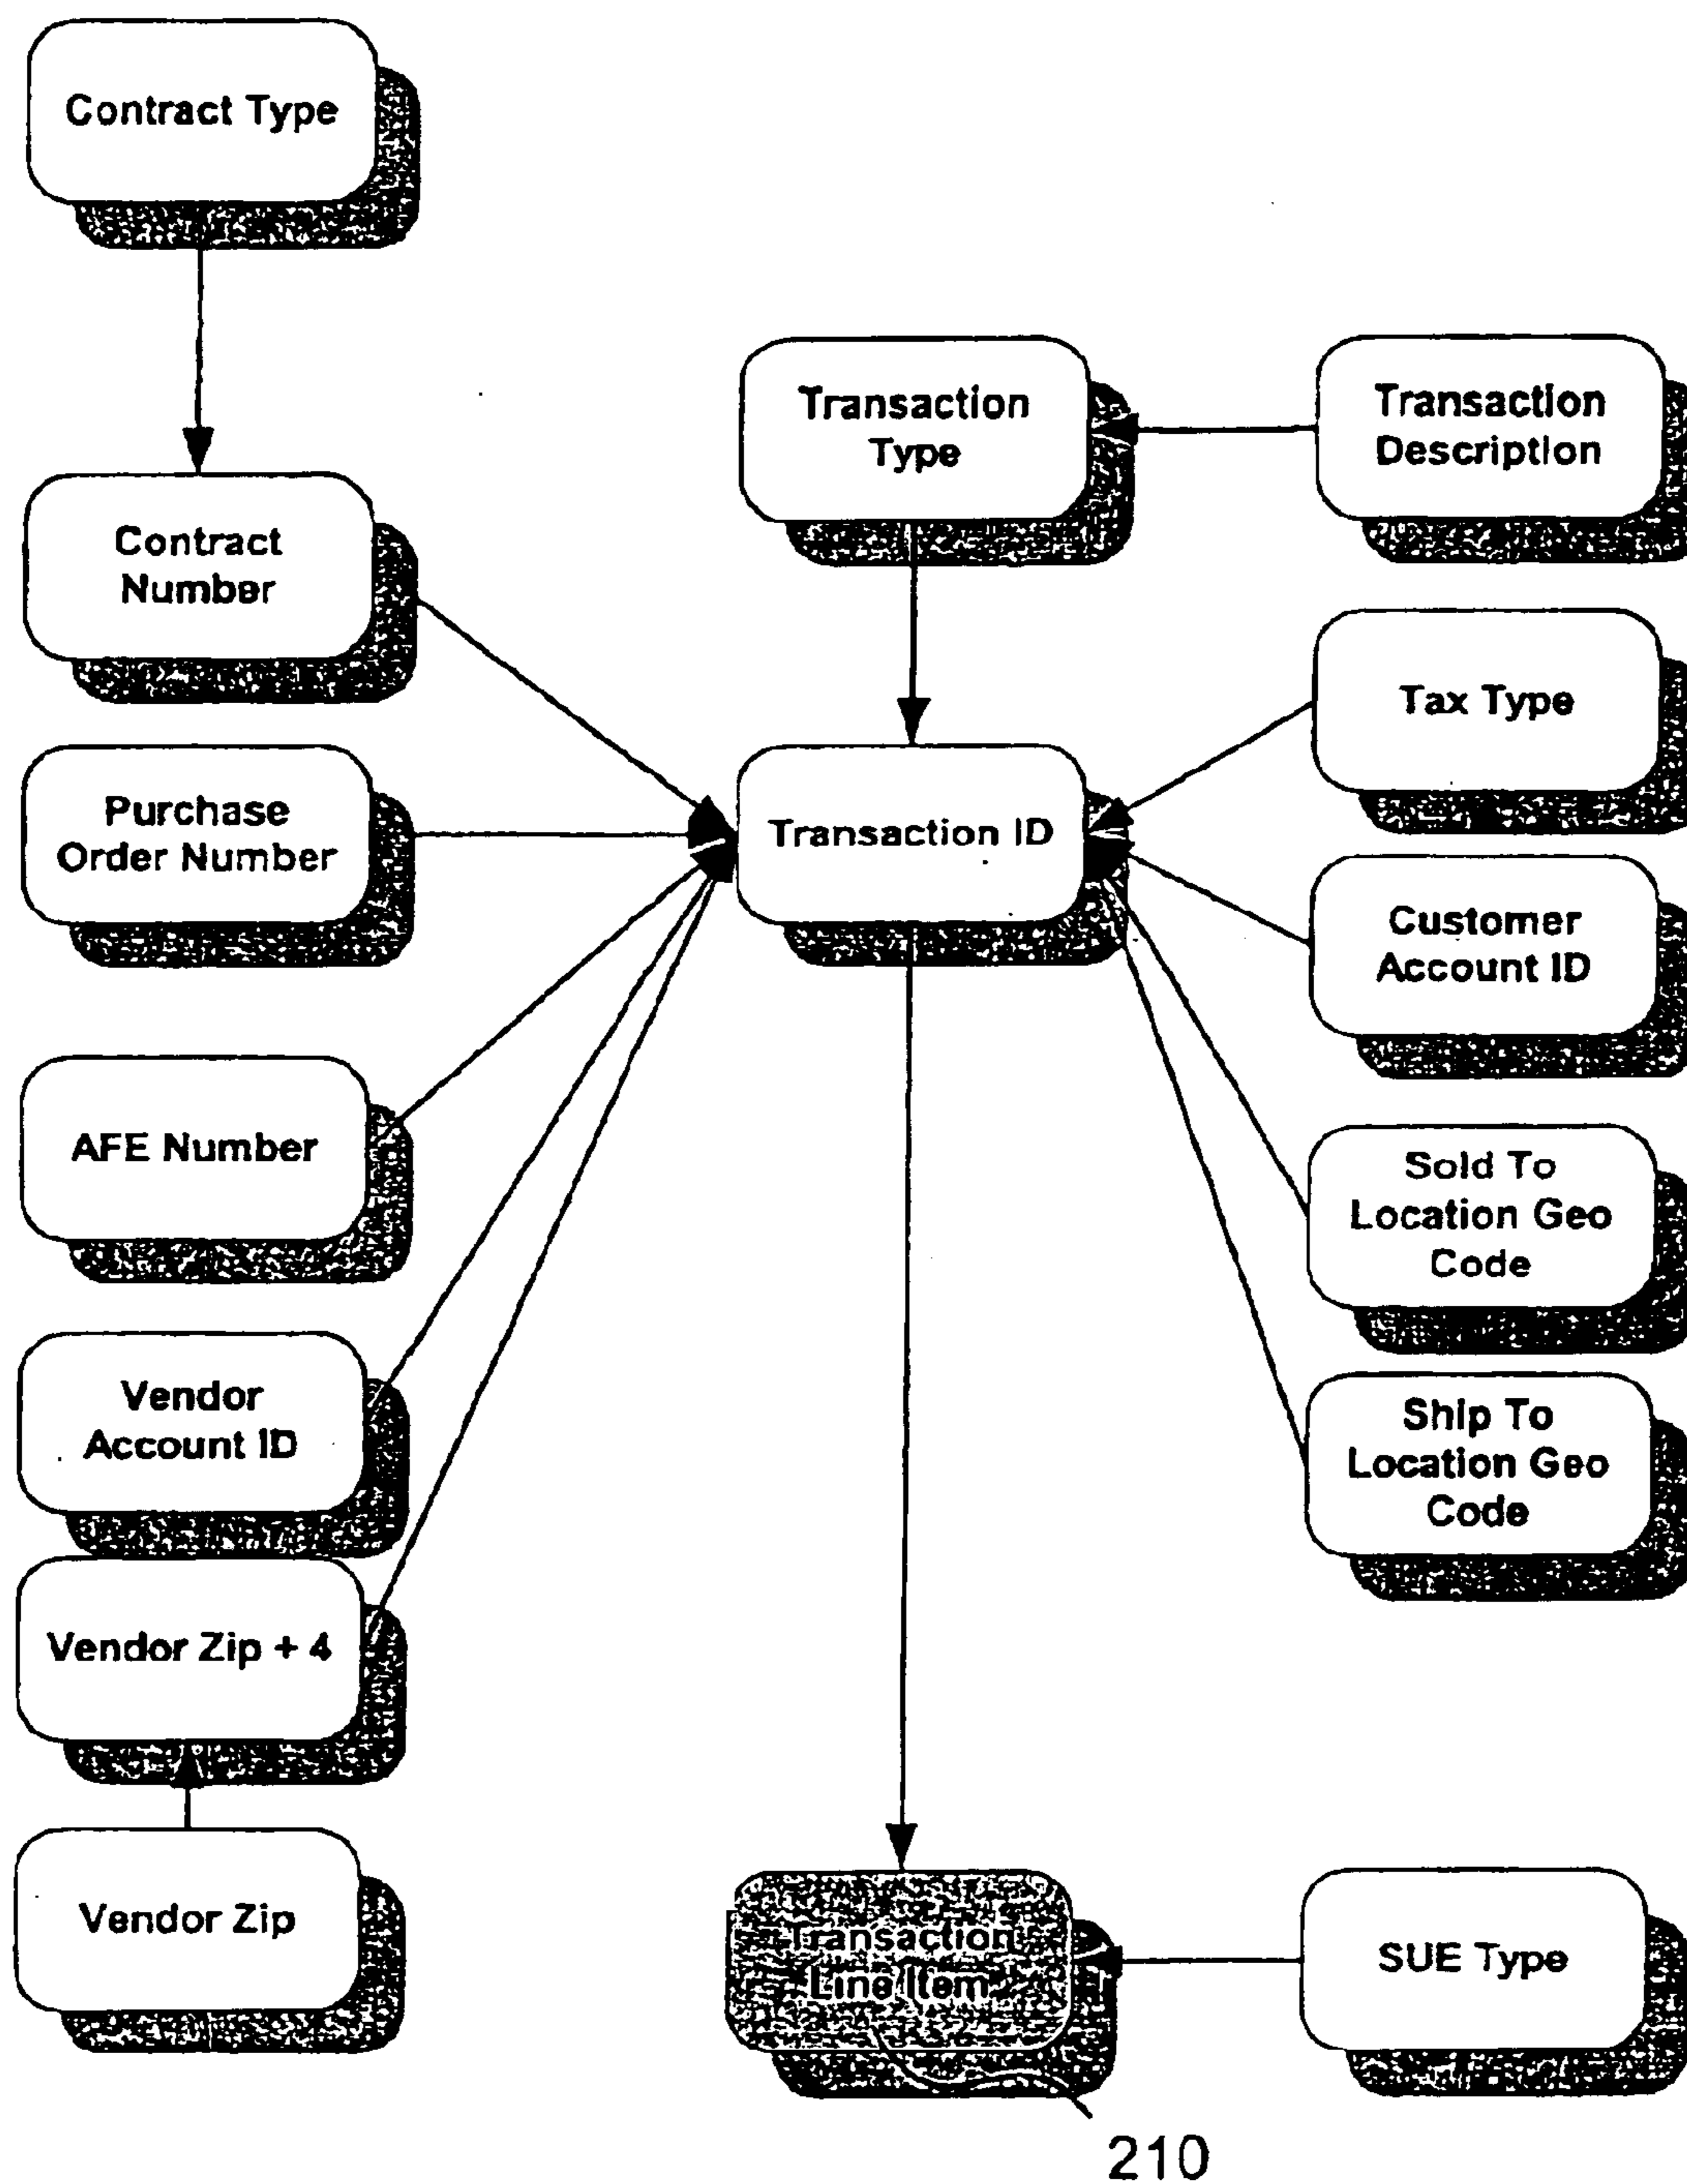 Contract Type
Contract
Number
Purchase
Order Number
AFE Number
Vendor
Account ID
Vendor Zip + 4
Vendor Zip
Transaction
Type
Transaction ID
Transaction
Line Item
210
Transaction
Description
Tax Type
Customer
Account ID
Sold To
Location Geo
Code
Ship To
Location Geo
Code
SUE Type